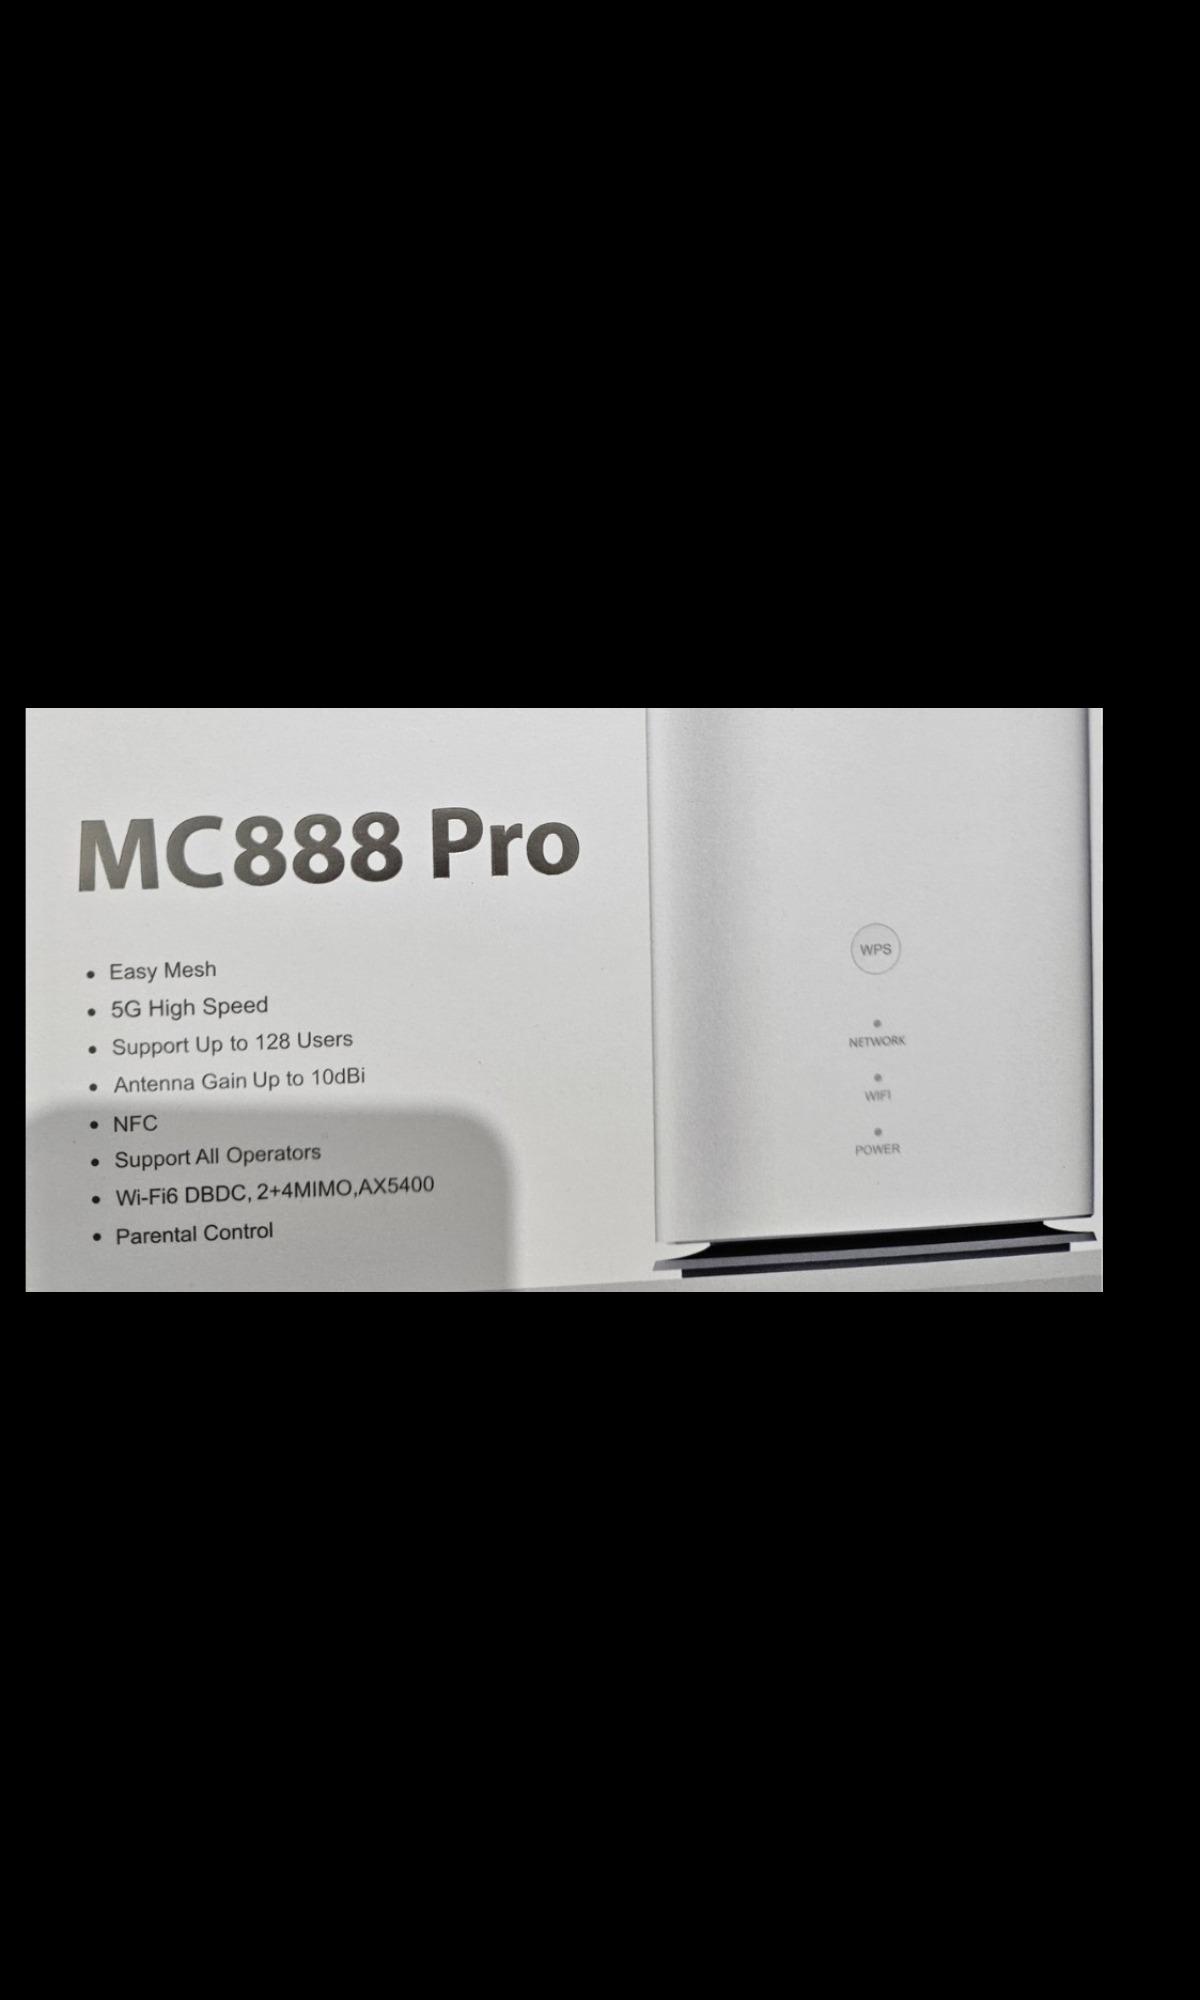 MC888 Pro
• Easy Mesh
• 5G High Speed
• Support Up to 128 Users
• Antenna Gain Up to 10dBi
• NFC
• Support All Operators
• Wi-Fi6 DBDC, 2+4MIMO,AX5400
• Parental Control
WPS
NETWORK
WIFI
POWER